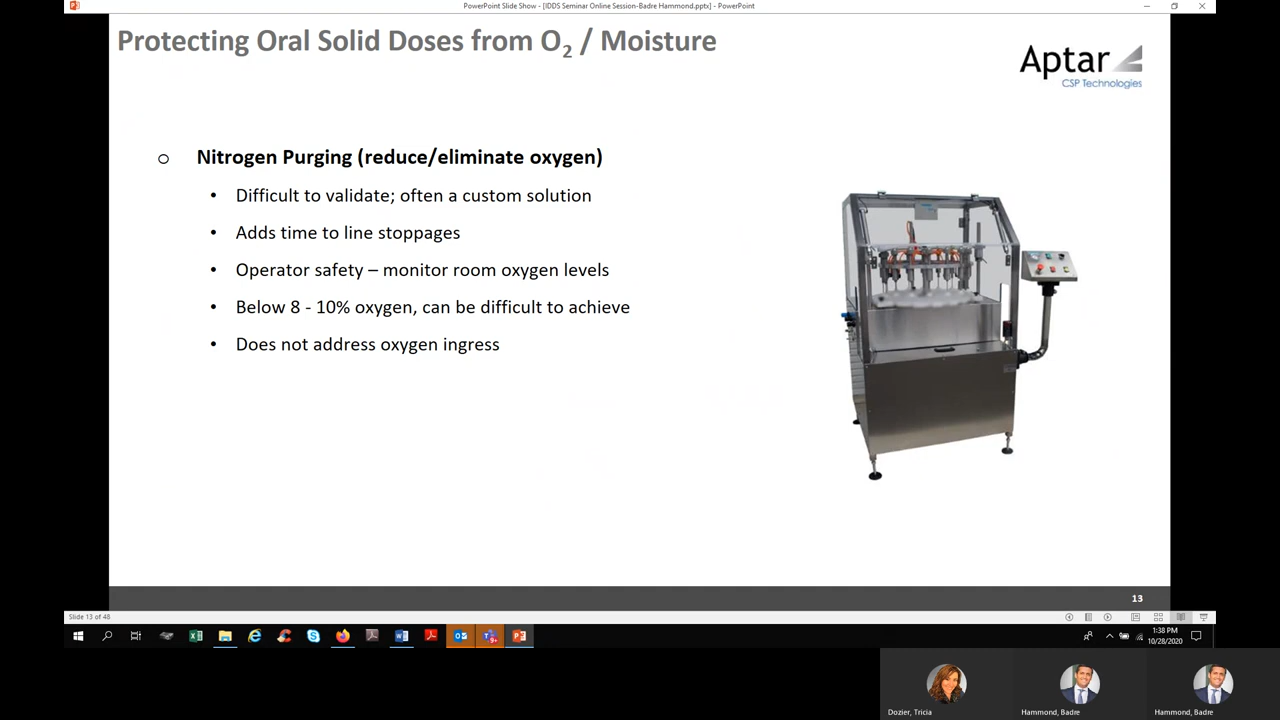 PowerPoint Slide Show - [IDDS Seminar Online Session-Badre Hammond.pptx] - PowerPoint
Protecting Oral Solid Doses from O2 / Moisture
Aptar
CSP Technologies
o Nitrogen Purging (reduce/eliminate oxygen)
• Difficult to validate; often a custom solution
• Adds time to line stoppages
• Operator safety – monitor room oxygen levels
• Below 8 - 10% oxygen, can be difficult to achieve
• Does not address oxygen ingress
13
Slide 13 of 48
1:38 PM
10/28/2020
Dozier, Tricia
Hammond, Badre
Hammond, Badre